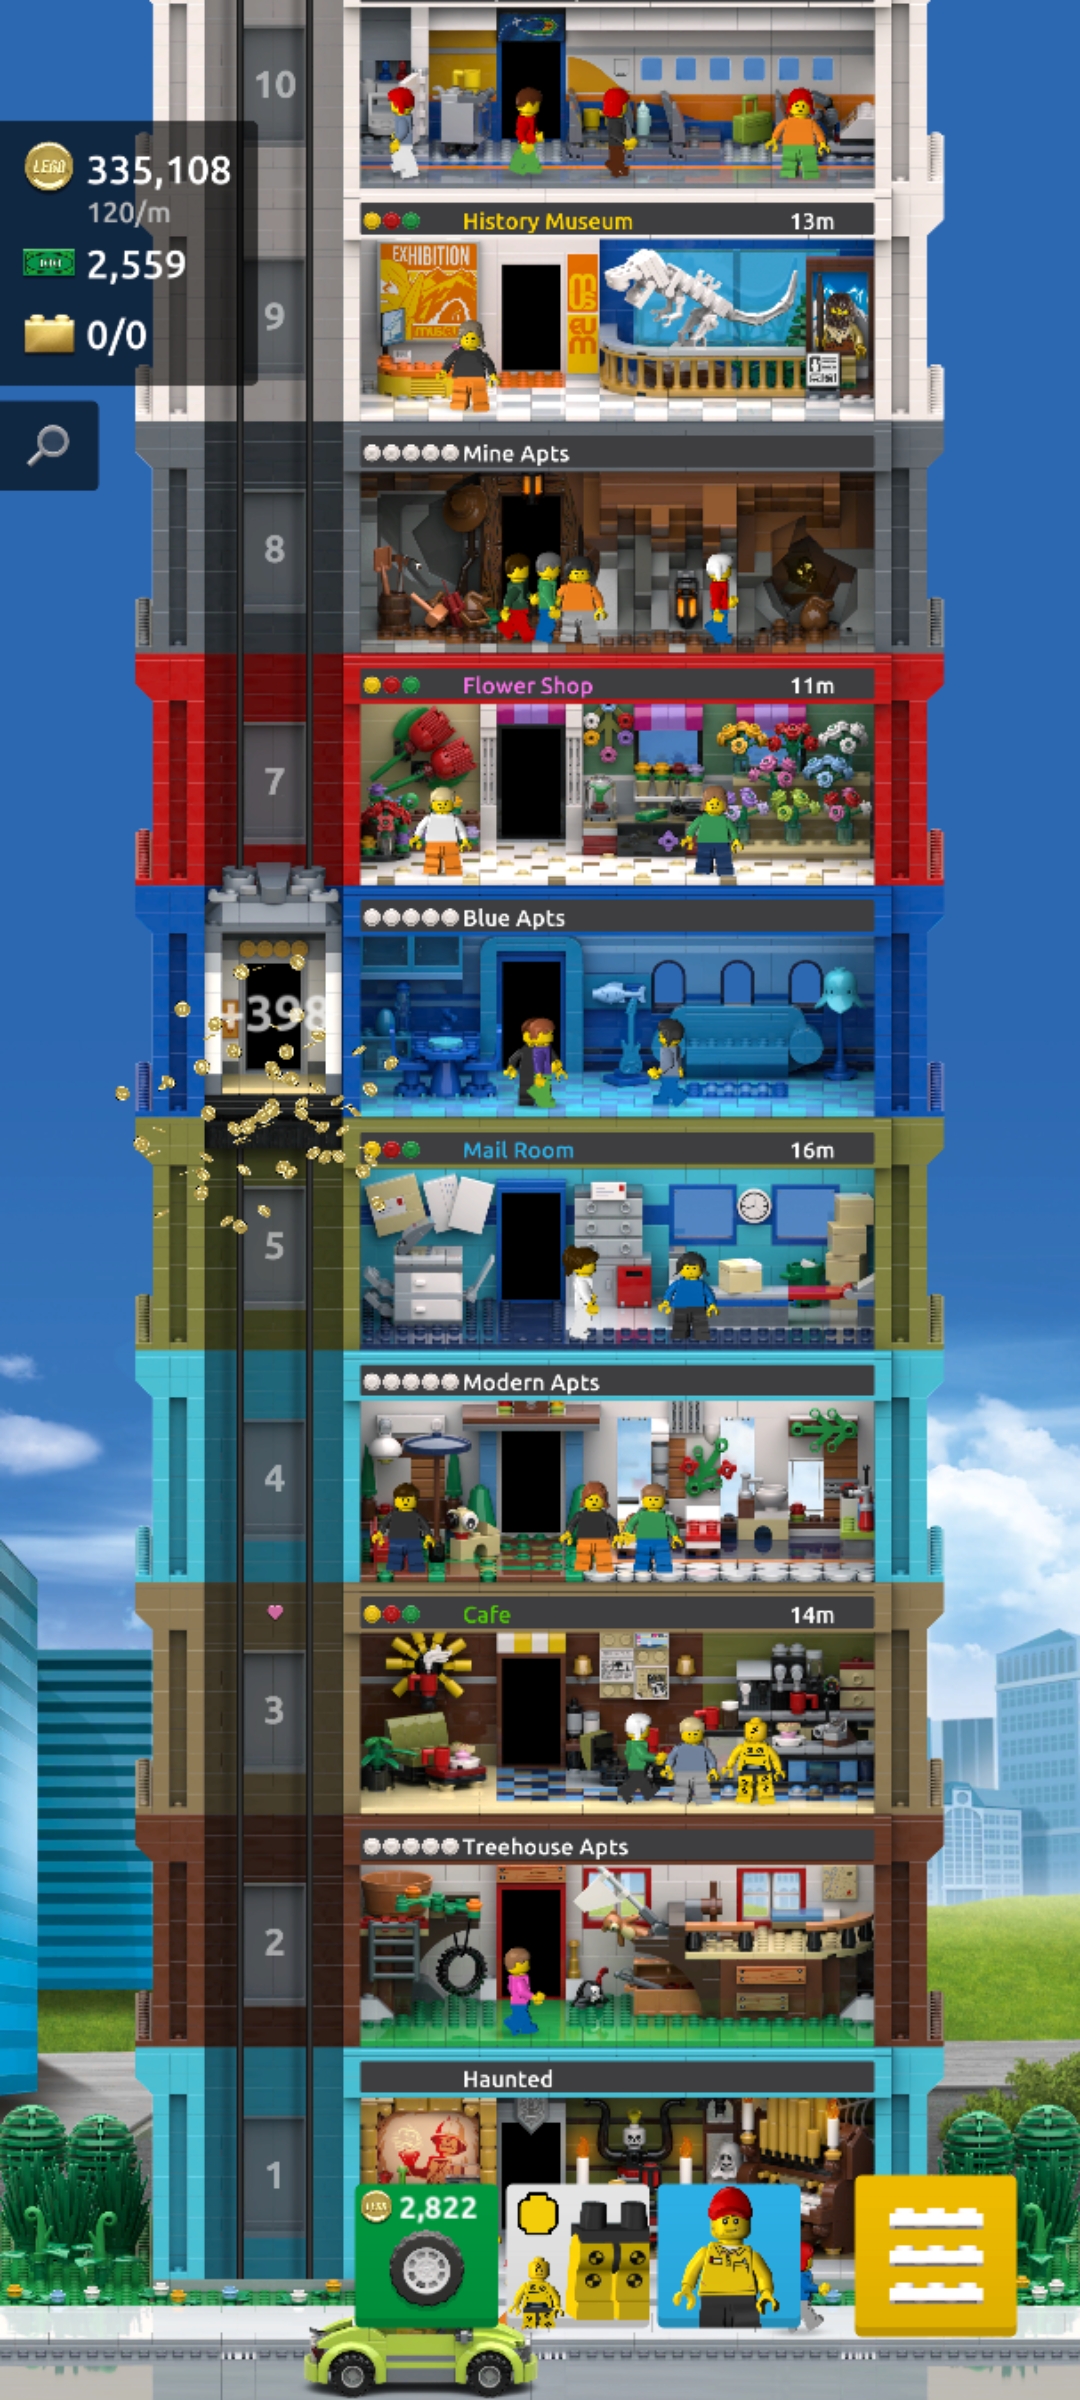 10
LEGO
335,108
120/m
2,559
0/0
History Museum 13m
EXHIBITION
MUSEUM
9
Mine Apts
8
Flower Shop 11m
7
Blue Apts
+398
Mail Room 16m
5
Modern Apts
4
Cafe 14m
3
Treehouse Apts
2
Haunted
1
2,822